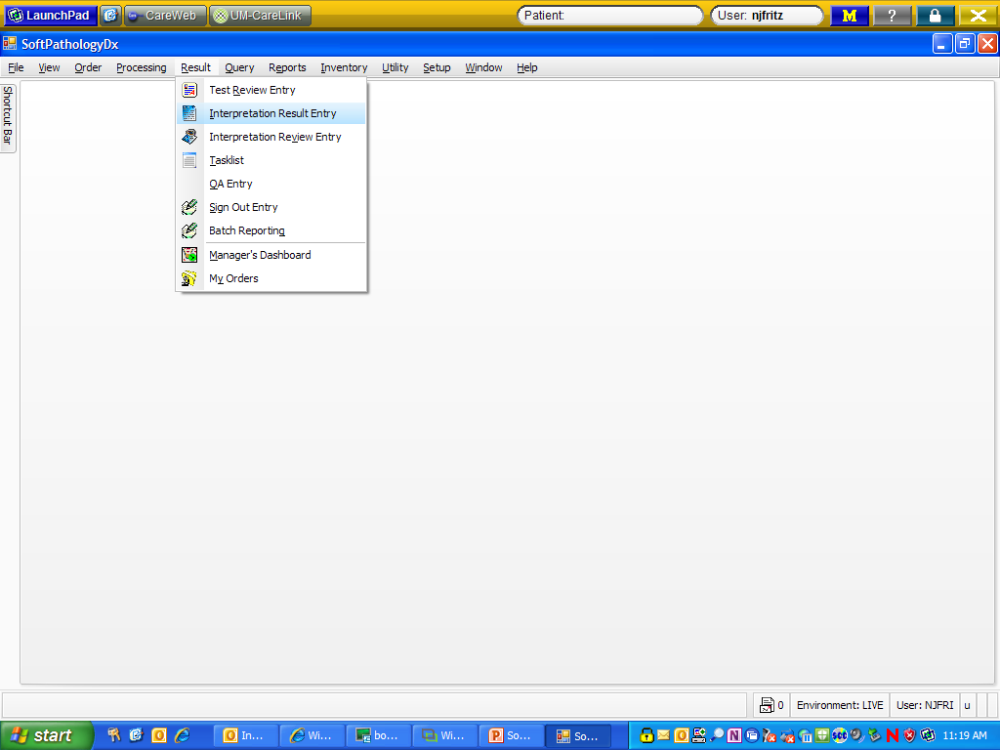 LaunchPad CareWeb UM-CareLink Patient: User: njfritz M ?
SoftPathologyDx
File View Order Processing Result Query Reports Inventory Utility Setup Window Help
Shortcut Bar
Test Review Entry
Interpretation Result Entry
Interpretation Review Entry
Tasklist
QA Entry
Sign Out Entry
Batch Reporting
Manager's Dashboard
My Orders
0 Environment: LIVE User: NJFRI u
start In... Wi... bo... Wi... So... So... 11:19 AM